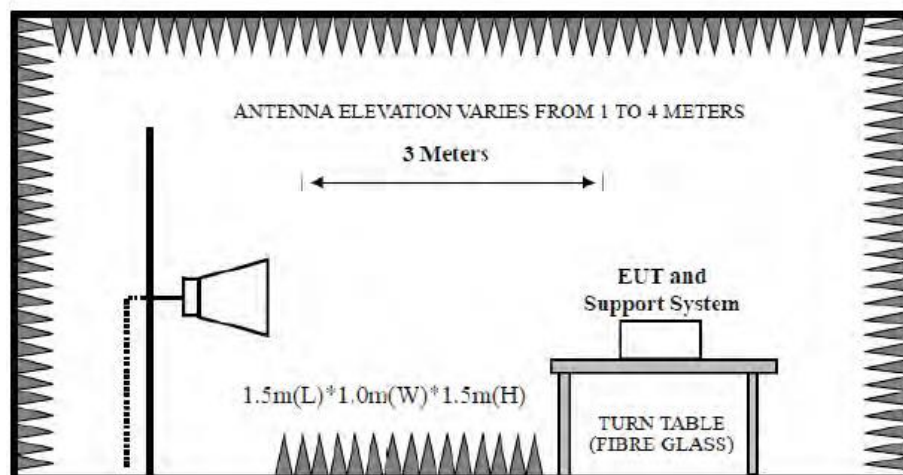 ANTENNA ELEVATION VARIES FROM 1 TO 4 METERS
3 Meters
EUT and
Support System
1.5m(L)*1.0m(W)*1.5m(H)
TURN TABLE
(FIBRE GLASS)